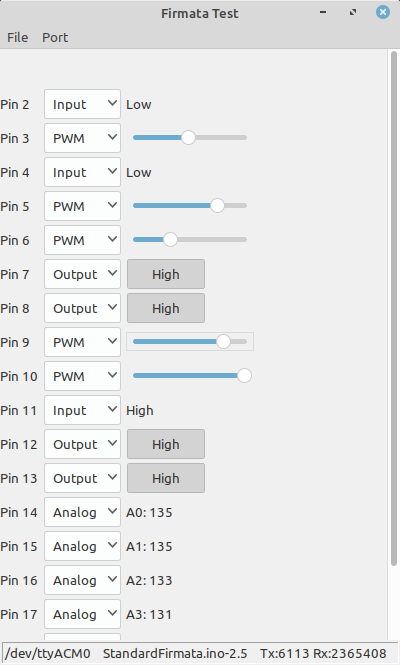 Firmata Test
File Port
Pin 2 Input Low
Pin 3 PWM
Pin 4 Input Low
Pin 5 PWM
Pin 6 PWM
Pin 7 Output High
Pin 8 Output High
Pin 9 PWM
Pin 10 PWM
Pin 11 Input High
Pin 12 Output High
Pin 13 Output High
Pin 14 Analog A0: 135
Pin 15 Analog A1: 135
Pin 16 Analog A2: 133
Pin 17 Analog A3: 131
/dev/ttyACM0 StandardFirmata.ino-2.5 Tx:6113 Rx:2365408